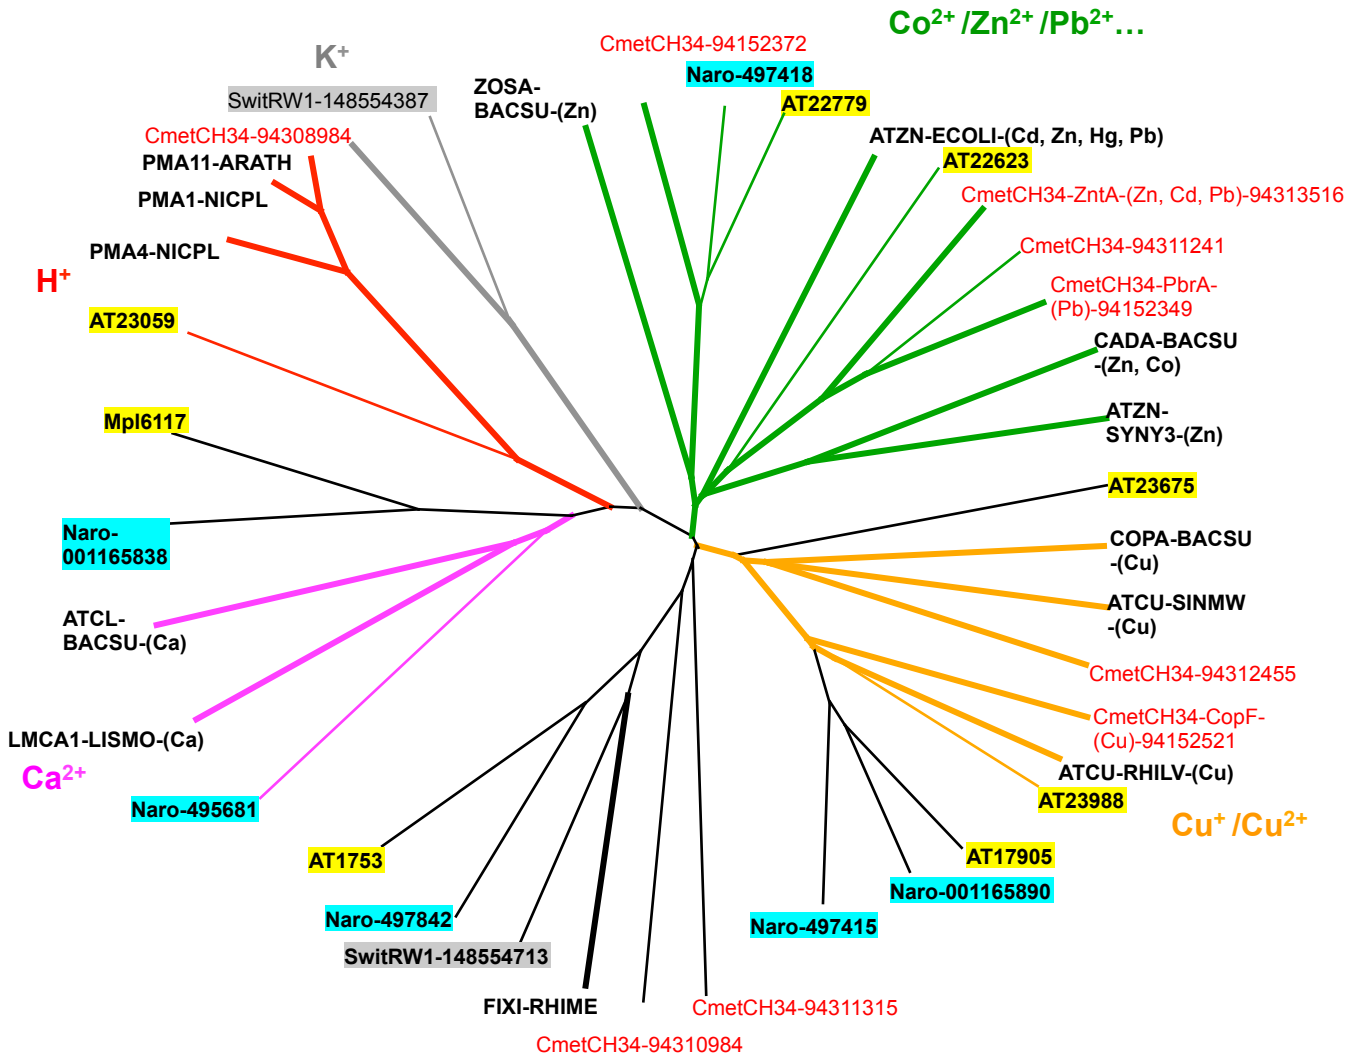 Co²⁺ /Zn²⁺ /Pb²⁺…
CmetCH34-94152372
K⁺
Naro-497418
ZOSA-
BACSU-(Zn)
SwitRW1-148554387
AT22779
CmetCH34-94308984
ATZN-ECOLI-(Cd, Zn, Hg, Pb)
PMA11-ARATH
AT22623
PMA1-NICPL
CmetCH34-ZntA-(Zn, Cd, Pb)-94313516
PMA4-NICPL
CmetCH34-94311241
H⁺
CmetCH34-PbrA-
(Pb)-94152349
AT23059
CADA-BACSU
-(Zn, Co)
Mpl6117
ATZN-
SYNY3-(Zn)
AT23675
Naro-
001165838
COPA-BACSU
-(Cu)
ATCL-
BACSU-(Ca)
ATCU-SINMW
-(Cu)
CmetCH34-94312455
LMCA1-LISMO-(Ca)
CmetCH34-CopF-
(Cu)-94152521
Ca²⁺
ATCU-RHILV-(Cu)
Naro-495681
AT23988
Cu⁺ /Cu²⁺
AT1753
AT17905
Naro-001165890
Naro-497842
Naro-497415
SwitRW1-148554713
FIXI-RHIME
CmetCH34-94311315
CmetCH34-94310984